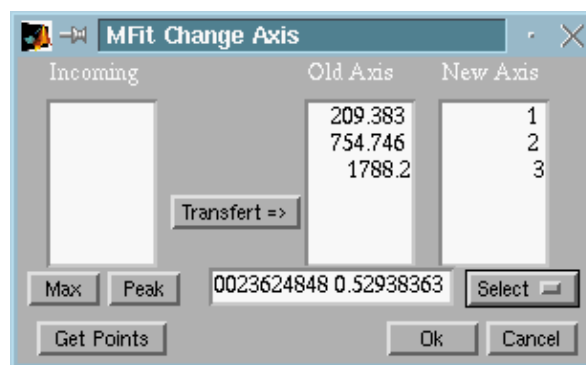 MFit Change Axis
Incoming Old Axis New Axis
209.383 1
754.746 2
1788.2 3
Transfert =>
Max Peak 0023624848 0.52938363 Select
Get Points Ok Cancel